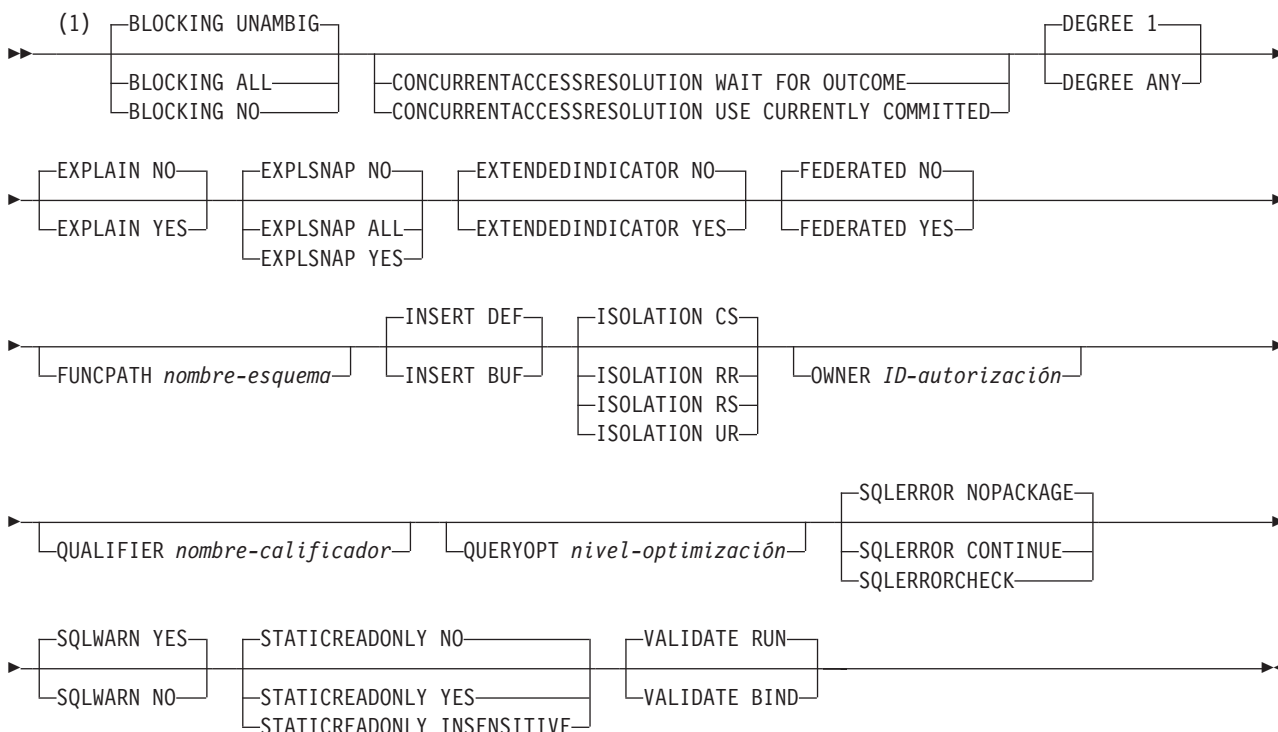 (1) BLOCKING UNAMBIG DEGREE 1
BLOCKING ALL CONCURRENTACCESSRESOLUTION WAIT FOR OUTCOME DEGREE ANY
BLOCKING NO CONCURRENTACCESSRESOLUTION USE CURRENTLY COMMITTED
EXPLAIN NO EXPLSNAP NO EXTENDEDINDICATOR NO FEDERATED NO
EXPLAIN YES EXPLSNAP ALL EXTENDEDINDICATOR YES FEDERATED YES
EXPLSNAP YES
INSERT DEF ISOLATION CS
FUNCPATH nombre-esquema INSERT BUF ISOLATION RR OWNER ID-autorización
ISOLATION RS
ISOLATION UR
SQLERROR NOPACKAGE
QUALIFIER nombre-calificador QUERYOPT nivel-optimización SQLERROR CONTINUE
SQLERRORCHECK
SQLWARN YES STATICREADONLY NO VALIDATE RUN
SQLWARN NO STATICREADONLY YES VALIDATE BIND
STATICREADONLY INSENSITIVE